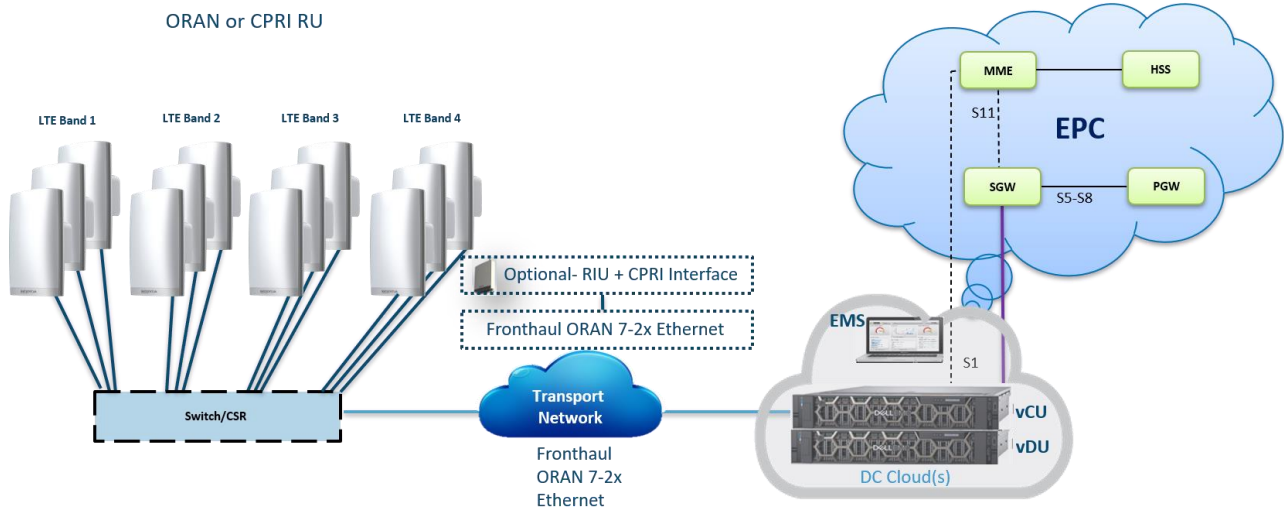 ORAN or CPRI RU
LTE Band 1
LTE Band 2
LTE Band 3
LTE Band 4
Optional- RIU + CPRI Interface
Fronthaul ORAN 7-2x Ethernet
Switch/CSR
Transport
Network
Fronthaul
ORAN 7-2x
Ethernet
MME
HSS
S11
EPC
SGW
PGW
S5-S8
EMS
S1
vCU
vDU
DC Cloud(s)